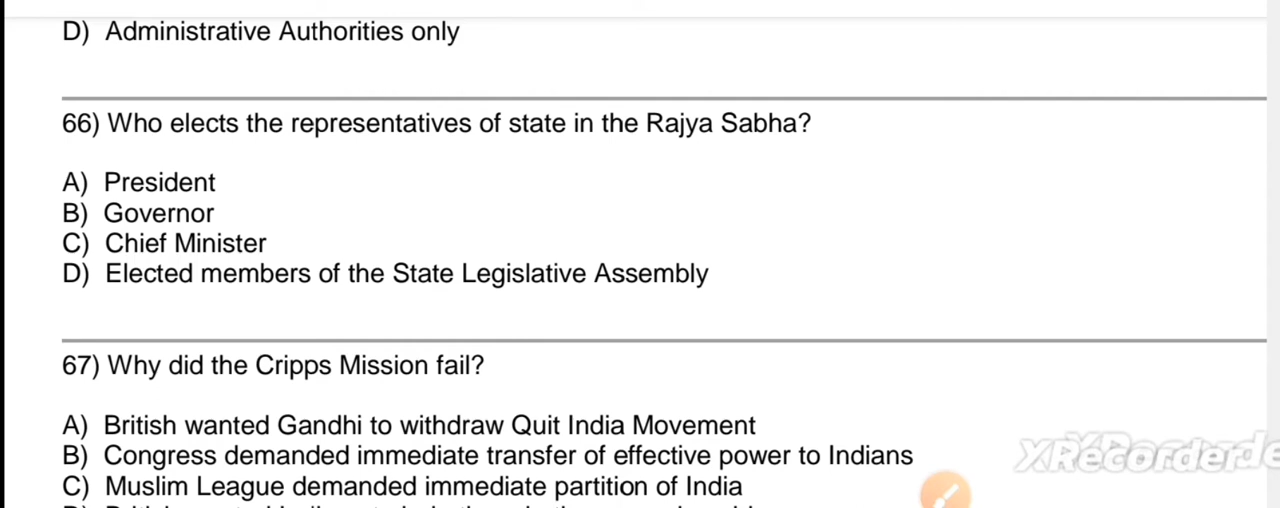 D) Administrative Authorities only
66) Who elects the representatives of state in the Rajya Sabha?
A) President
B) Governor
C) Chief Minister
D) Elected members of the State Legislative Assembly
67) Why did the Cripps Mission fail?
A) British wanted Gandhi to withdraw Quit India Movement
B) Congress demanded immediate transfer of effective power to Indians
C) Muslim League demanded immediate partition of India
XRecorder